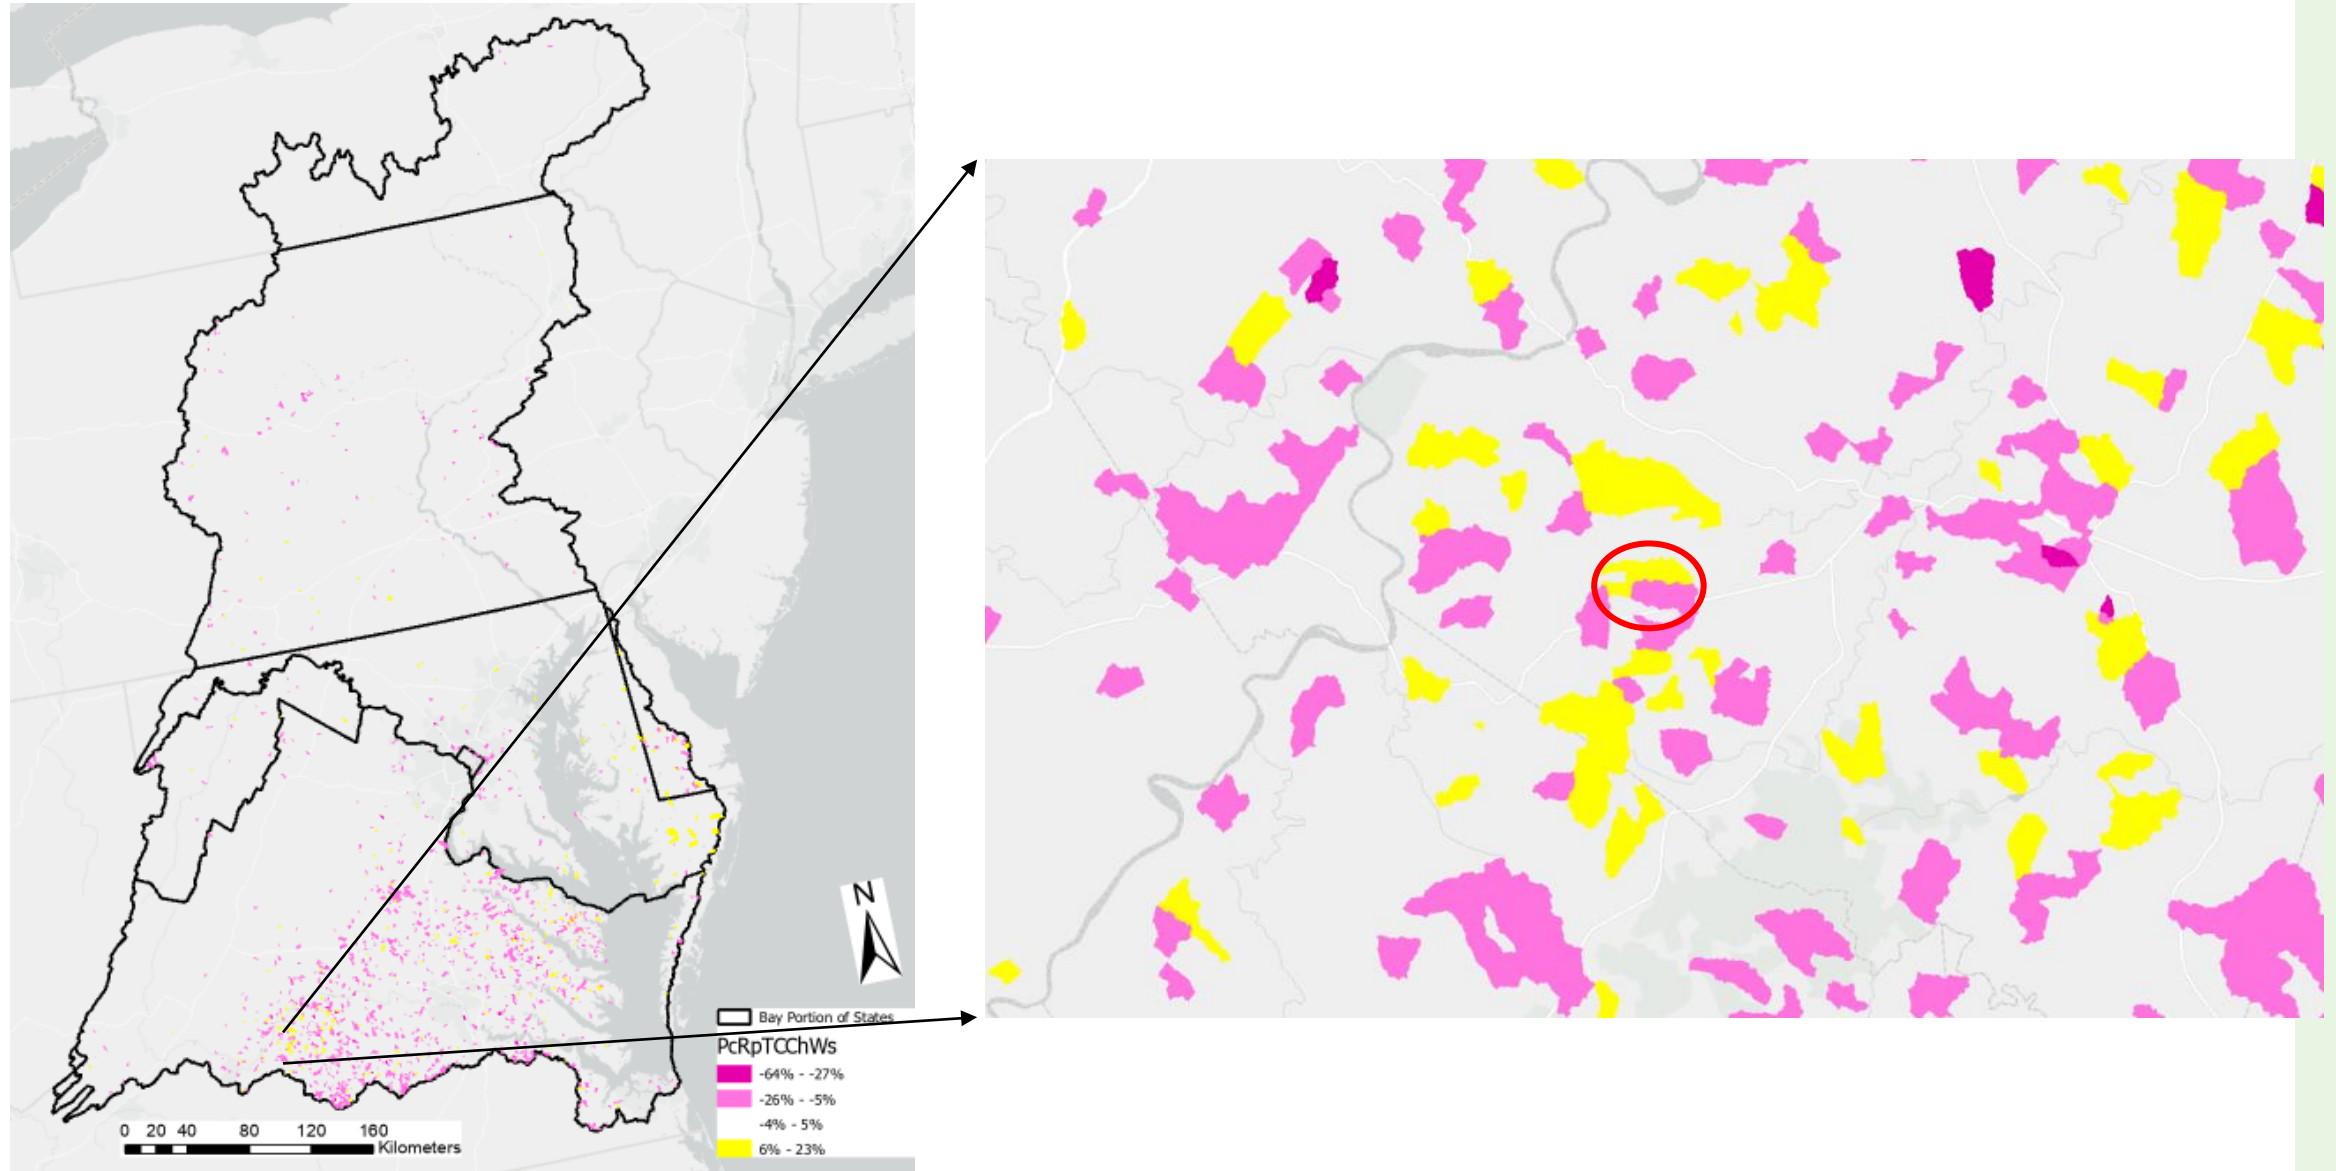 N
Bay Portion of States
PcRpTCChWs
-64% - -27%
-26% - -5%
-4% - 5%
6% - 23%
0 20 40 80 120 160
Kilometers